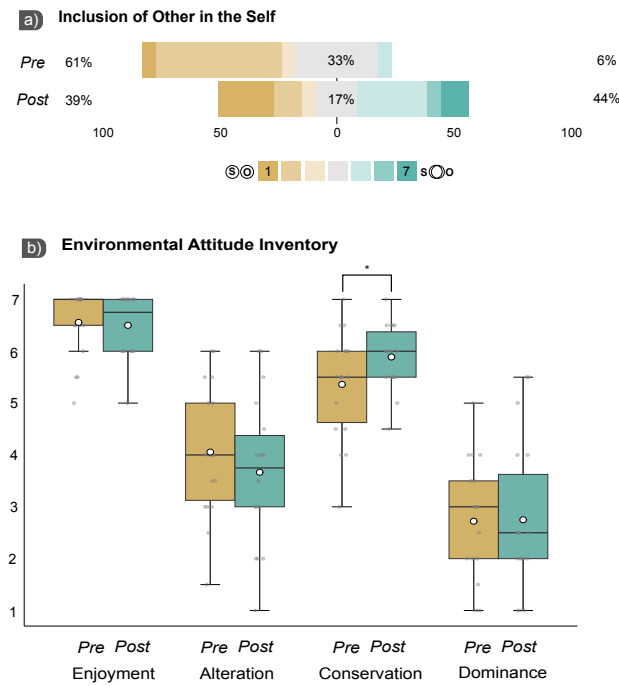 a) Inclusion of Other in the Self
Pre 61% 33% 6%
Post 39% 17% 44%
100 50 0 50 100
S O 1 7 S O
b) Environmental Attitude Inventory
*
7
6
5
4
3
2
1
Pre Post Pre Post Pre Post Pre Post
Enjoyment Alteration Conservation Dominance